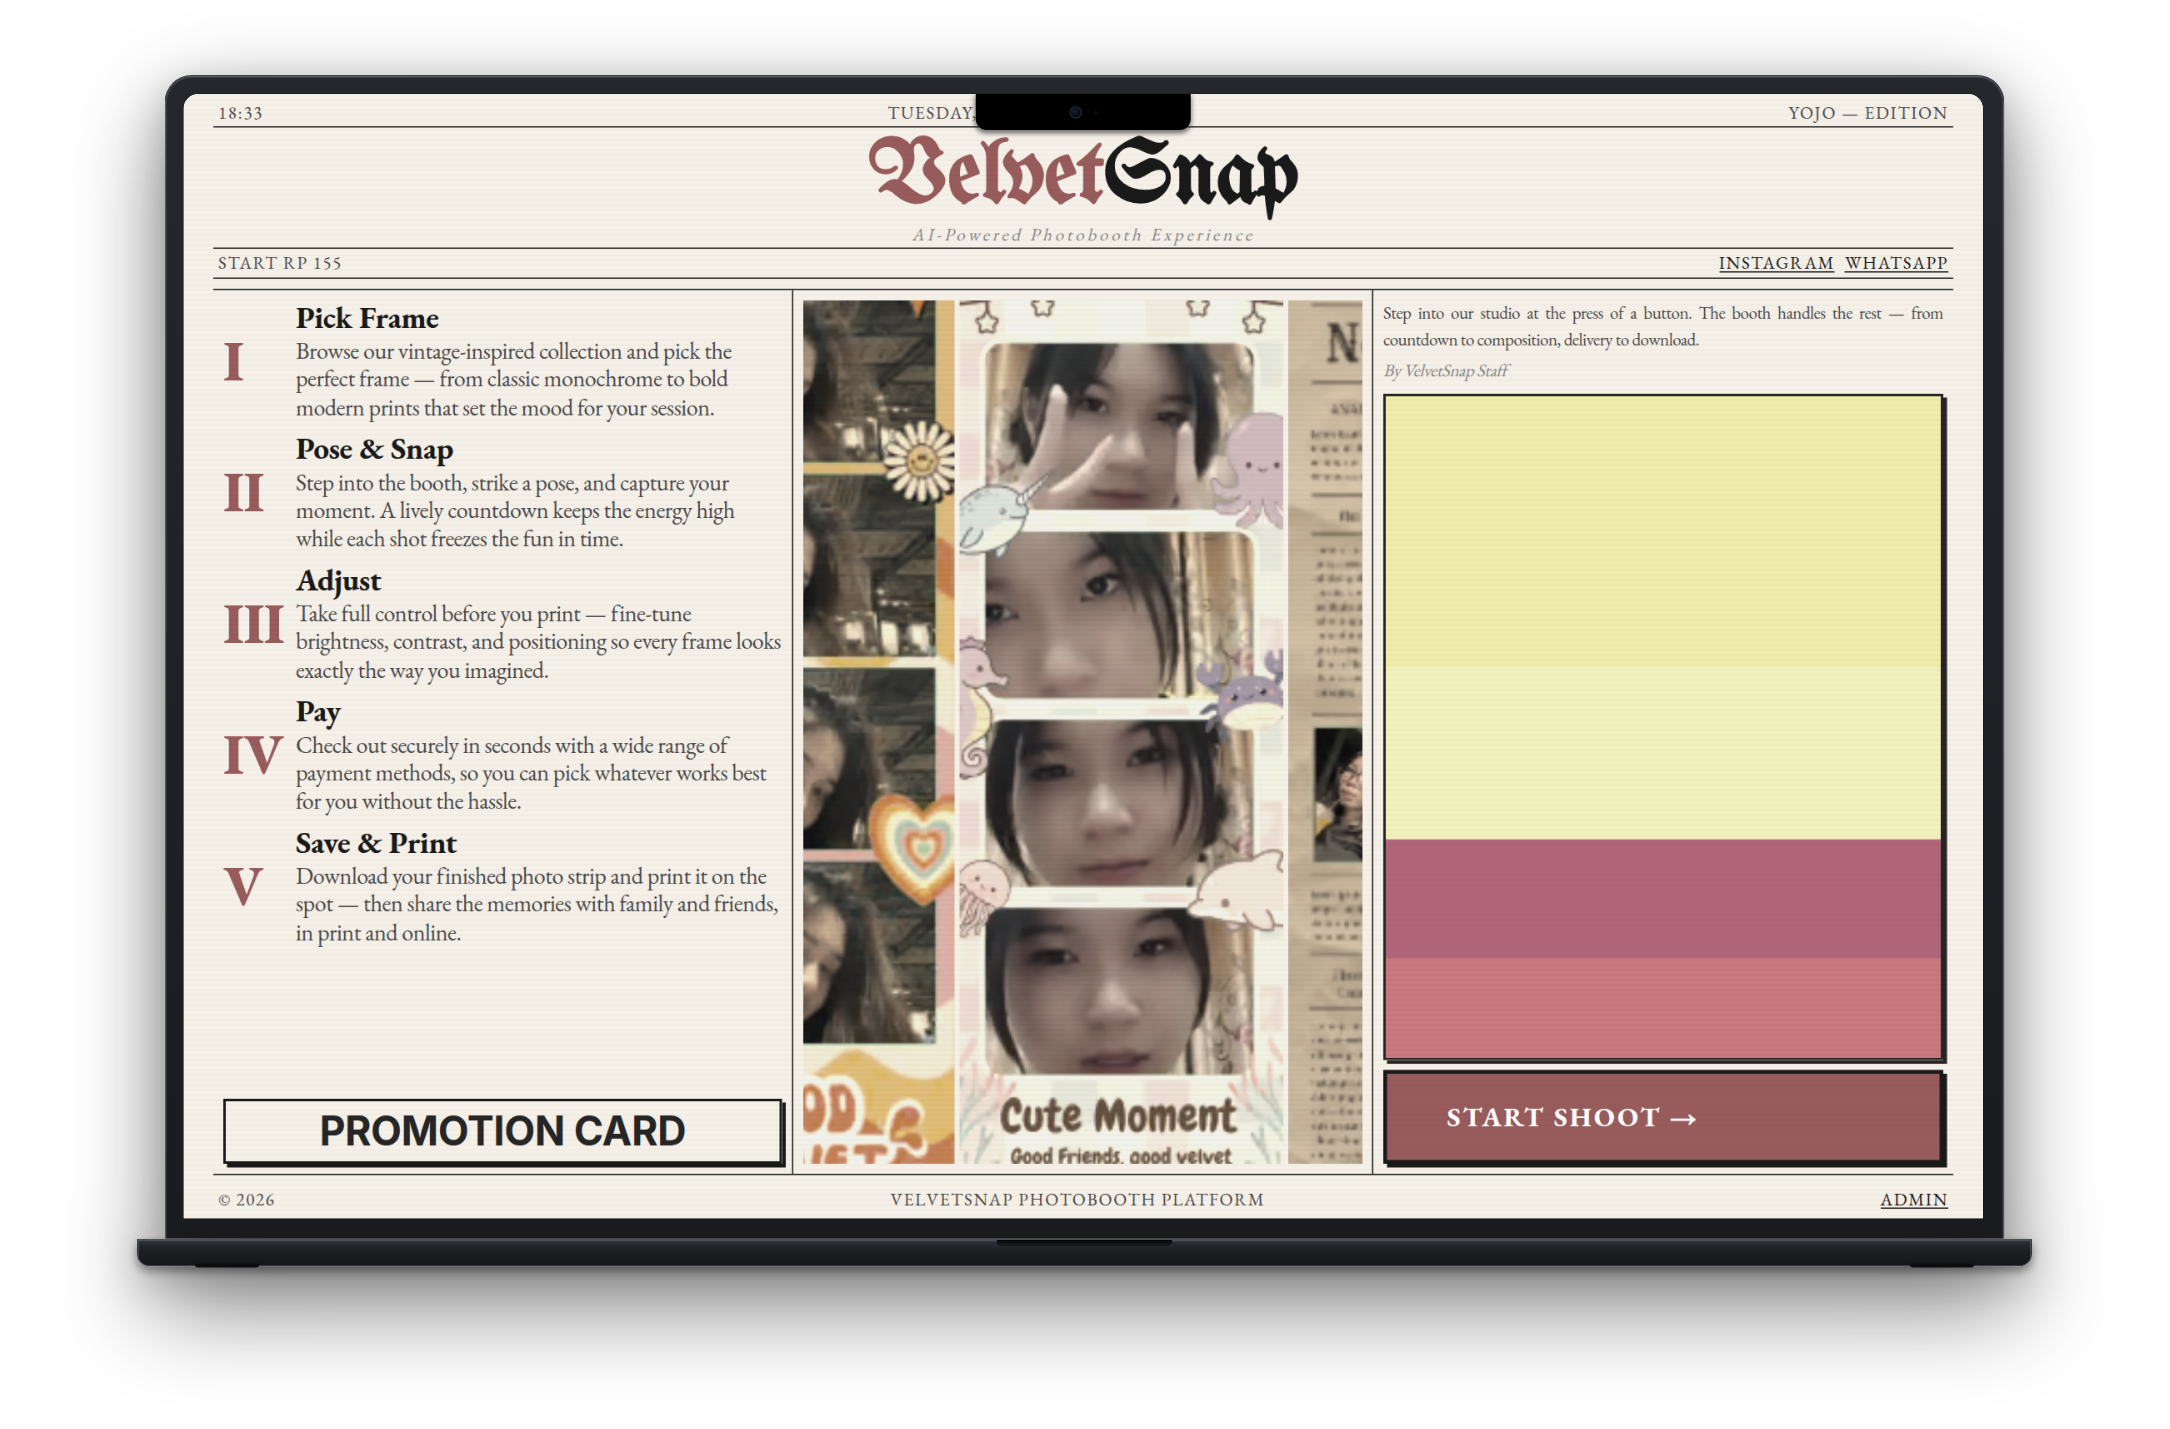 18:33
TUESDAY,
YOJO — EDITION
VelvetSnap
AI-Powered Photobooth Experience
START RP 155
INSTAGRAM WHATSAPP
Pick Frame
I
Browse our vintage-inspired collection and pick the
perfect frame — from classic monochrome to bold
modern prints that set the mood for your session.
Pose & Snap
II
Step into the booth, strike a pose, and capture your
moment. A lively countdown keeps the energy high
while each shot freezes the fun in time.
Adjust
III
Take full control before you print — fine-tune
brightness, contrast, and positioning so every frame looks
exactly the way you imagined.
Pay
IV
Check out securely in seconds with a wide range of
payment methods, so you can pick whatever works best
for you without the hassle.
Save & Print
V
Download your finished photo strip and print it on the
spot — then share the memories with family and friends,
in print and online.
PROMOTION CARD
Cute Moment
Good Friends, good velvet
Step into our studio at the press of a button. The booth handles the rest — from
countdown to composition, delivery to download.
By VelvetSnap Staff
START SHOOT →
© 2026
VELVETSNAP PHOTOBOOTH PLATFORM
ADMIN